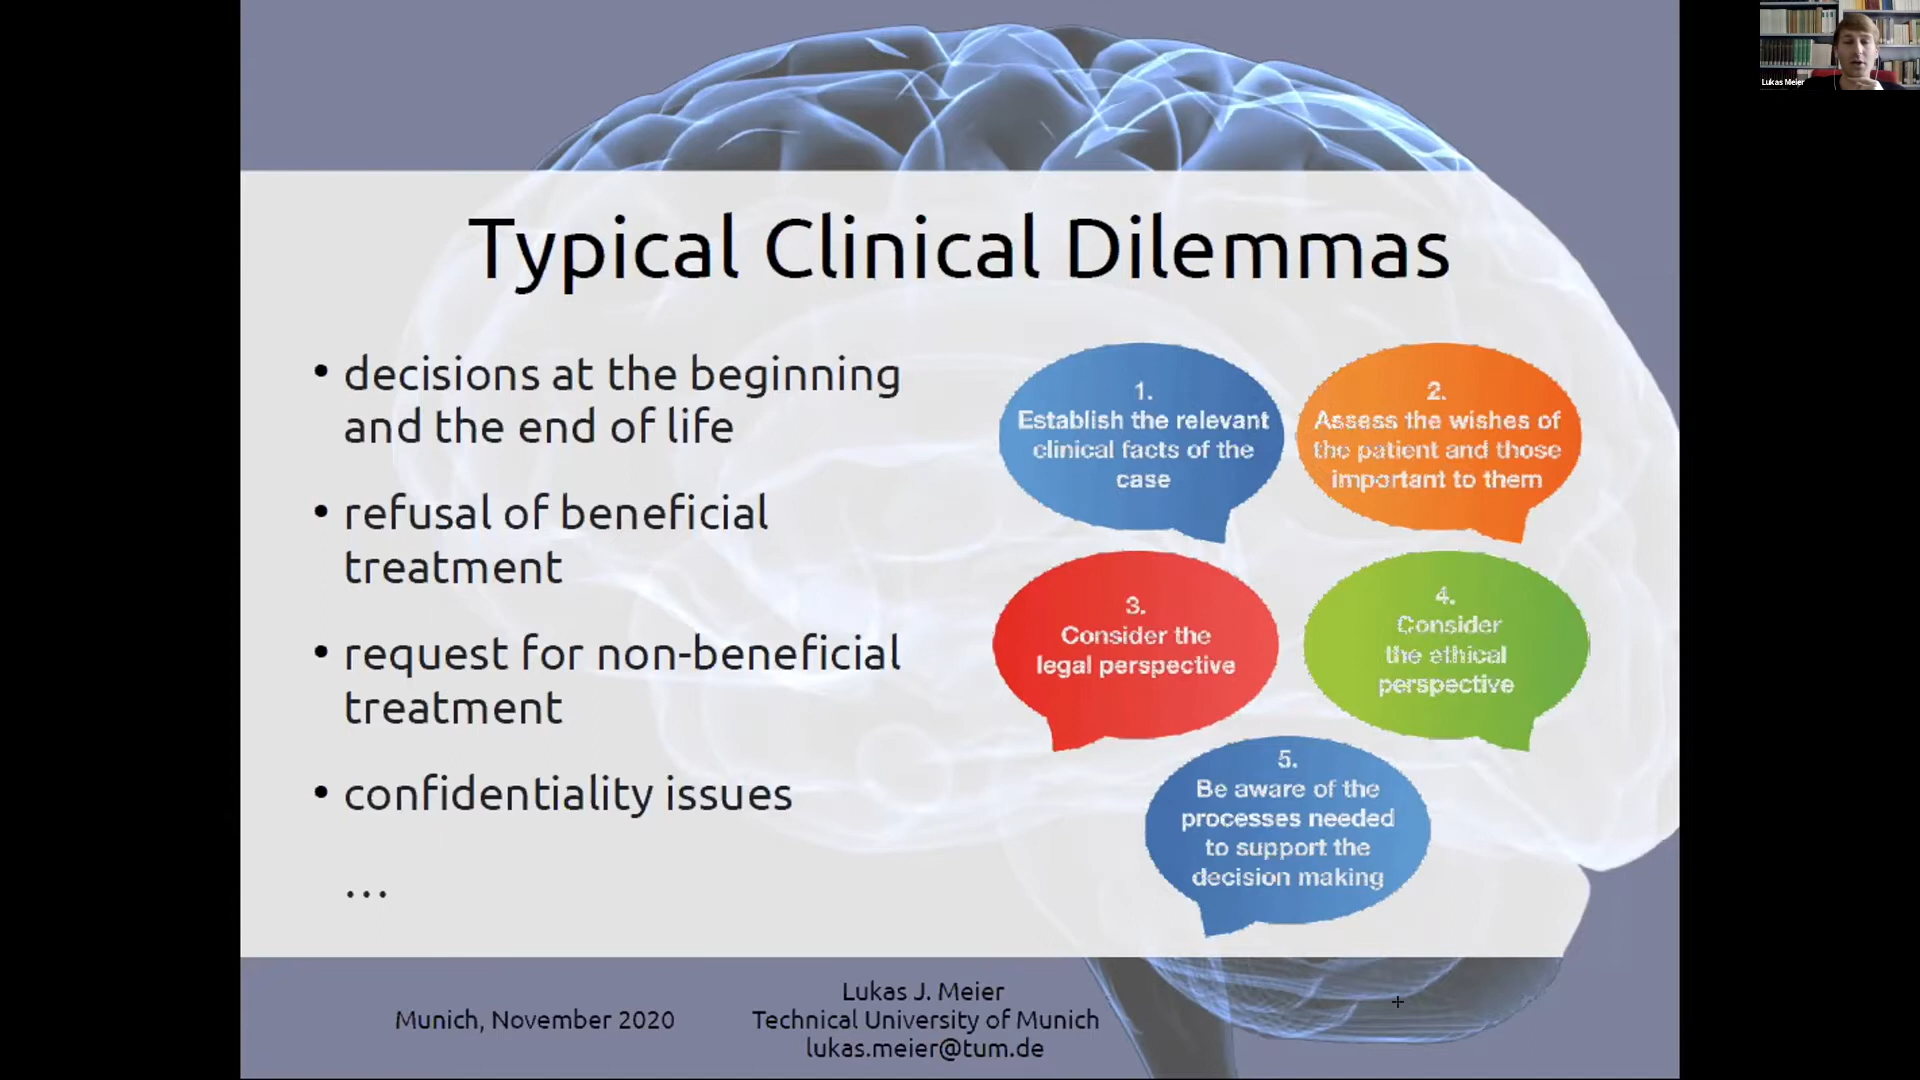 Typical Clinical Dilemmas
• decisions at the beginning
and the end of life
• refusal of beneficial
treatment
• request for non-beneficial
treatment
• confidentiality issues
...
1.
Establish the relevant
clinical facts of the
case
2.
Assess the wishes of
the patient and those
important to them
3.
Consider the
legal perspective
4.
Consider
the ethical
perspective
5.
Be aware of the
processes needed
to support the
decision making
Munich, November 2020
Lukas J. Meier
Technical University of Munich
lukas.meier@tum.de
Lukas Meier